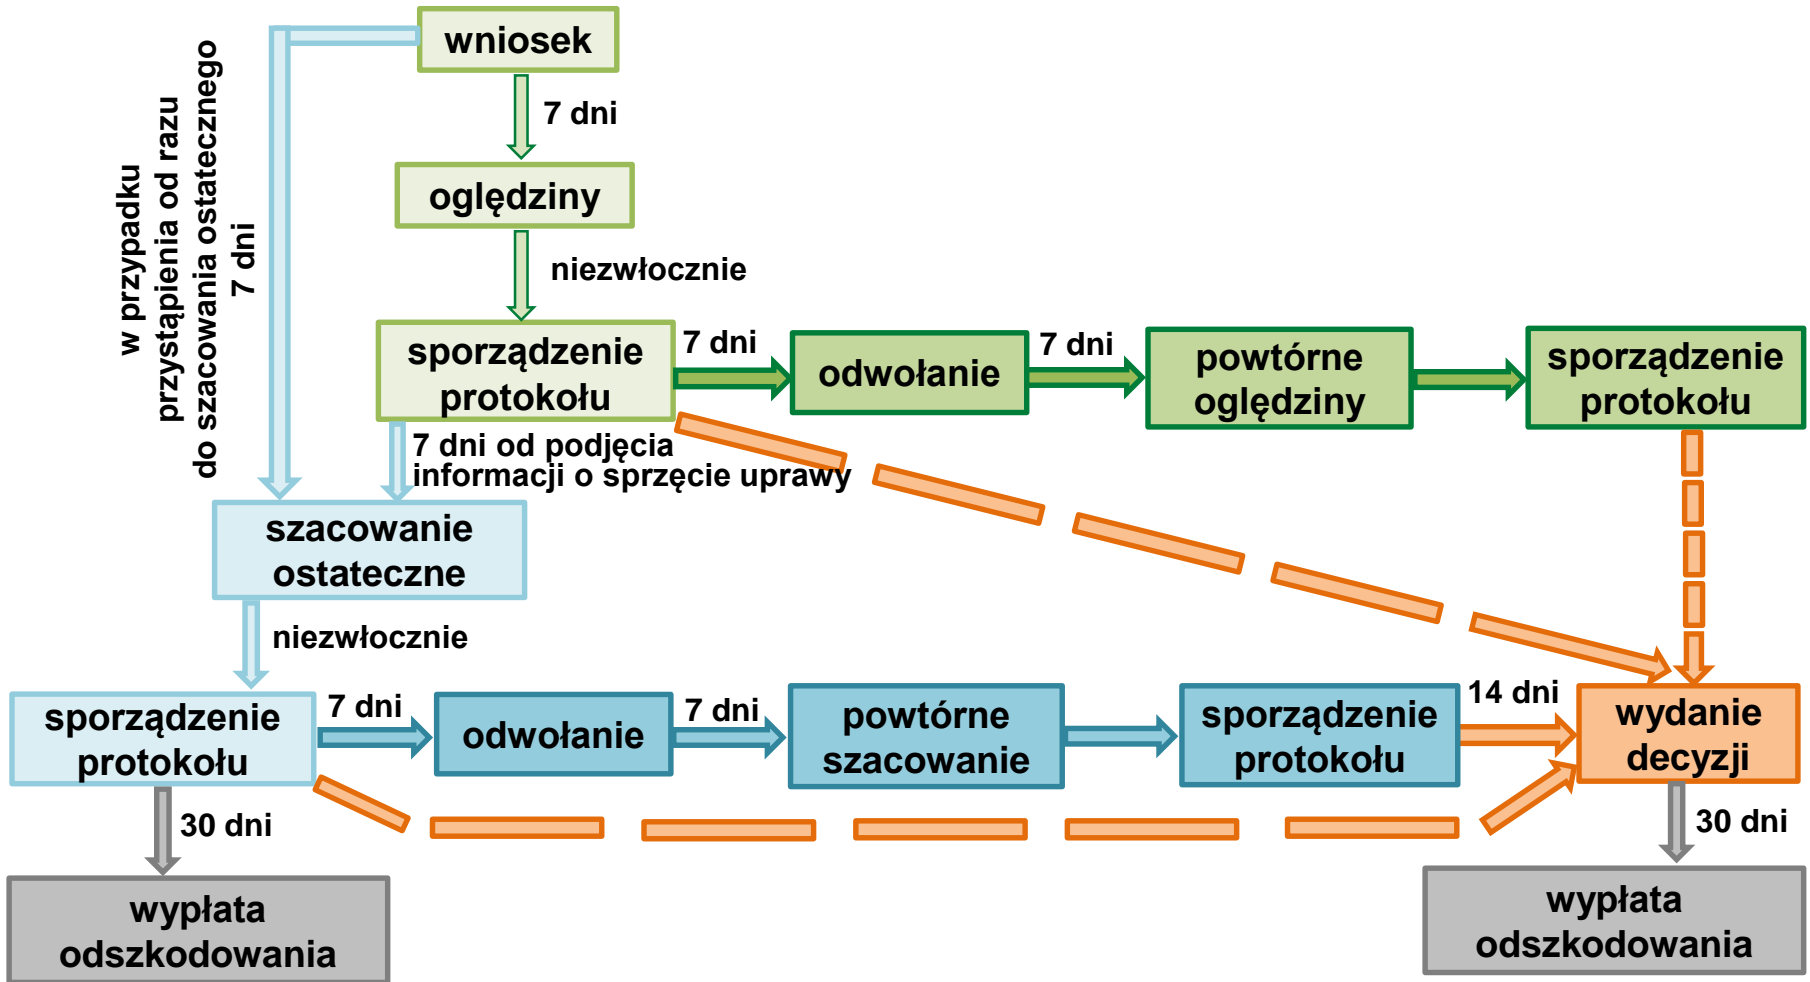 wniosek
7 dni
w przypadku
przystąpienia od razu
do szacowania ostatecznego
7 dni
oględziny
niezwłocznie
sporządzenie
protokołu
7 dni
odwołanie
7 dni
powtórne
oględziny
sporządzenie
protokołu
7 dni od podjęcia
informacji o sprzęcie uprawy
szacowanie
ostateczne
niezwłocznie
sporządzenie
protokołu
7 dni
odwołanie
7 dni
powtórne
szacowanie
sporządzenie
protokołu
14 dni
wydanie
decyzji
30 dni
30 dni
wypłata
odszkodowania
wypłata
odszkodowania